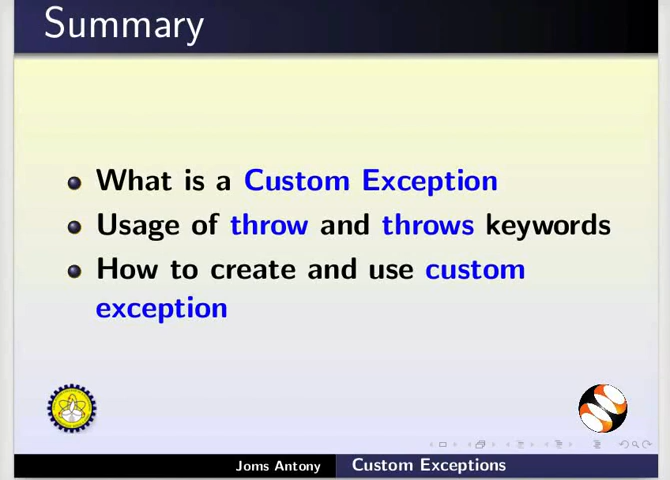 Summary
What is a Custom Exception
Usage of throw and throws keywords
How to create and use custom
exception
Joms Antony
Custom Exceptions